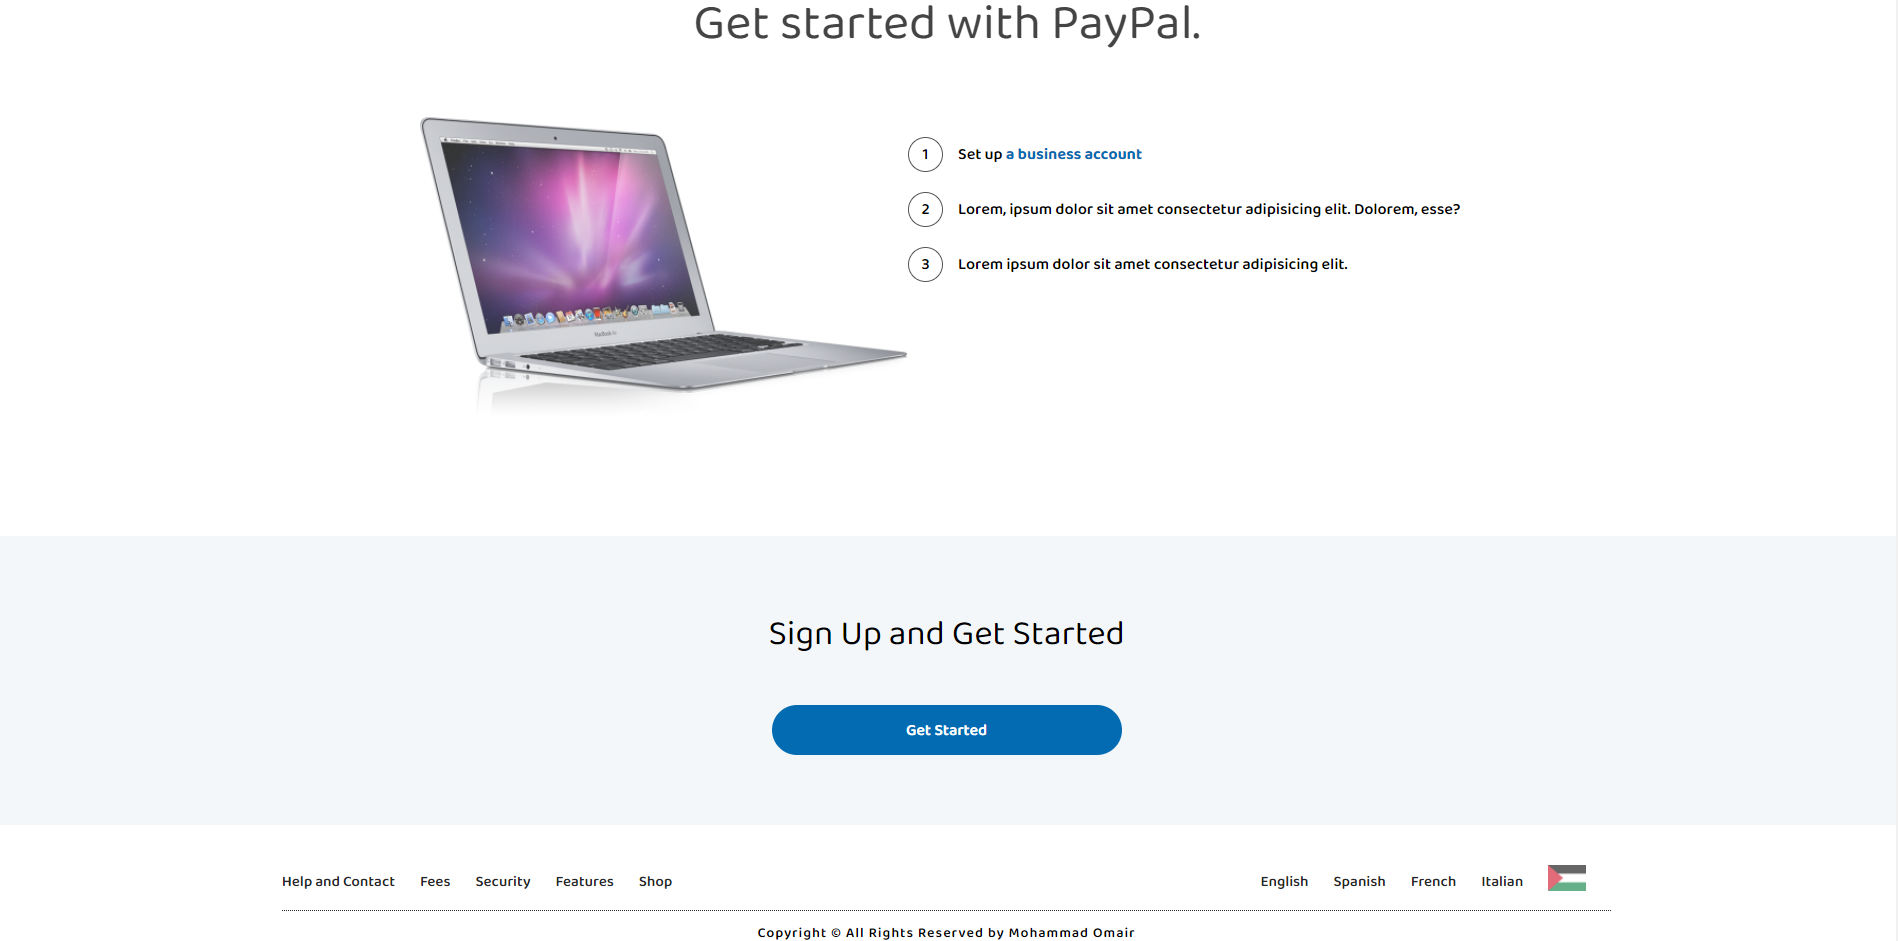 Get started with PayPal.
1 Set up a business account
2 Lorem, ipsum dolor sit amet consectetur adipisicing elit. Dolorem, esse?
3 Lorem ipsum dolor sit amet consectetur adipisicing elit.
MacBook Air
Sign Up and Get Started
Get Started
Help and Contact Fees Security Features Shop English Spanish French Italian
Copyright © All Rights Reserved by Mohammad Omair